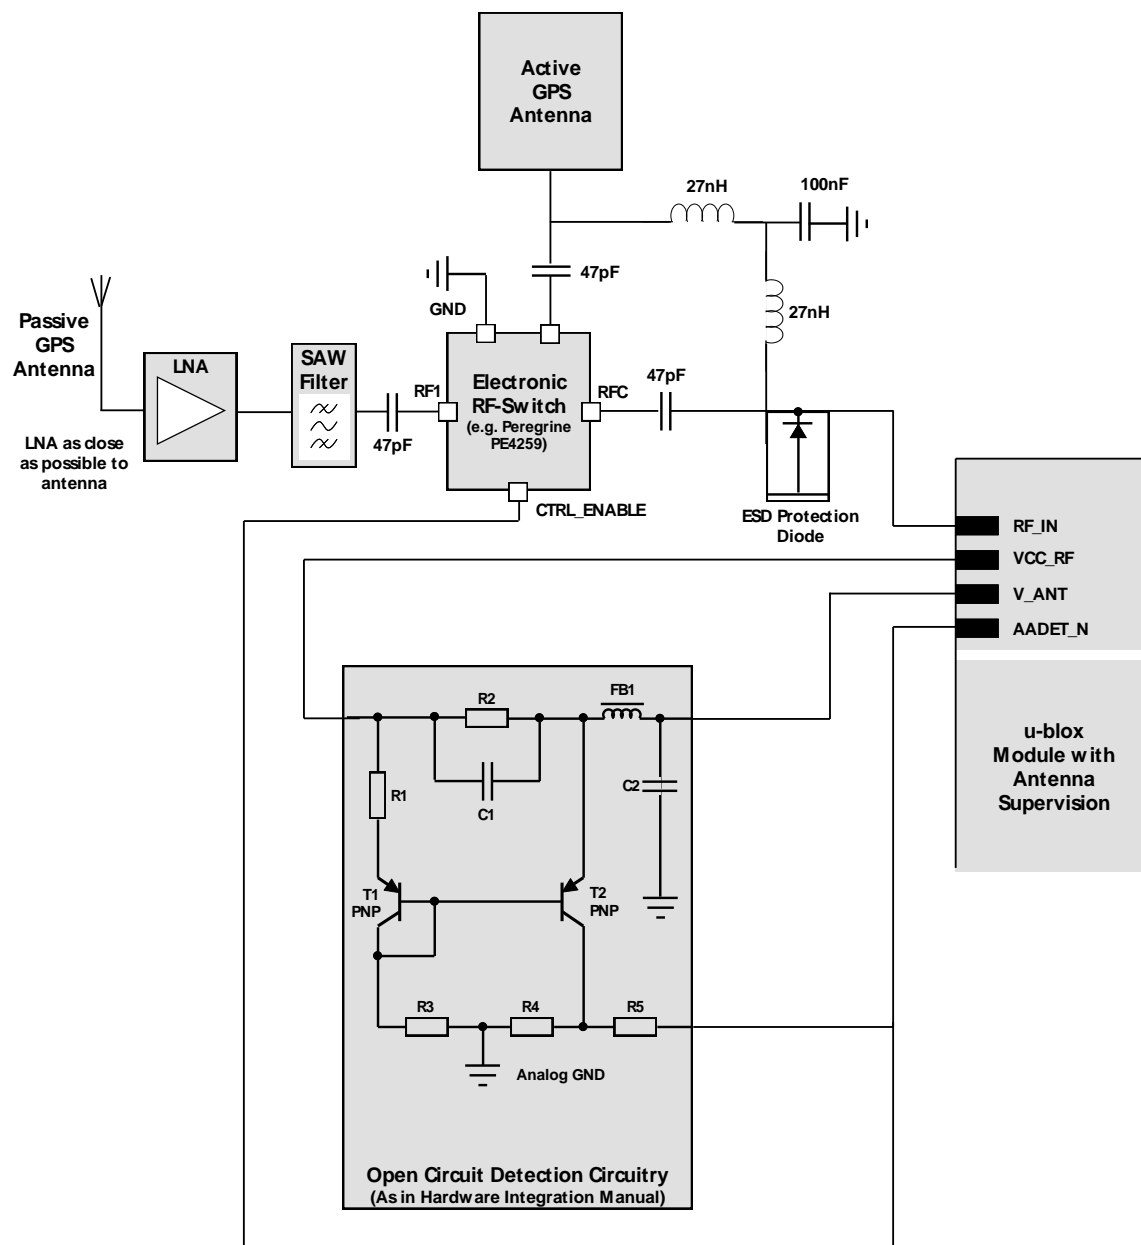 Active
GPS
Antenna
27nH
100nF
47pF
27nH
GND
Passive
GPS
Antenna
LNA
SAW
Filter
47pF
RF1
Electronic
RF-Switch
(e.g. Peregrine
PE4259)
RFC
47pF
LNA as close
as possible to
antenna
CTRL_ENABLE
ESD Protection
Diode
RF_IN
VCC_RF
V_ANT
AADET_N
u-blox
Module with
Antenna
Supervision
R2
FB1
R1
C1
C2
T1
PNP
T2
PNP
R3
R4
R5
Analog GND
Open Circuit Detection Circuitry
(As in Hardware Integration Manual)